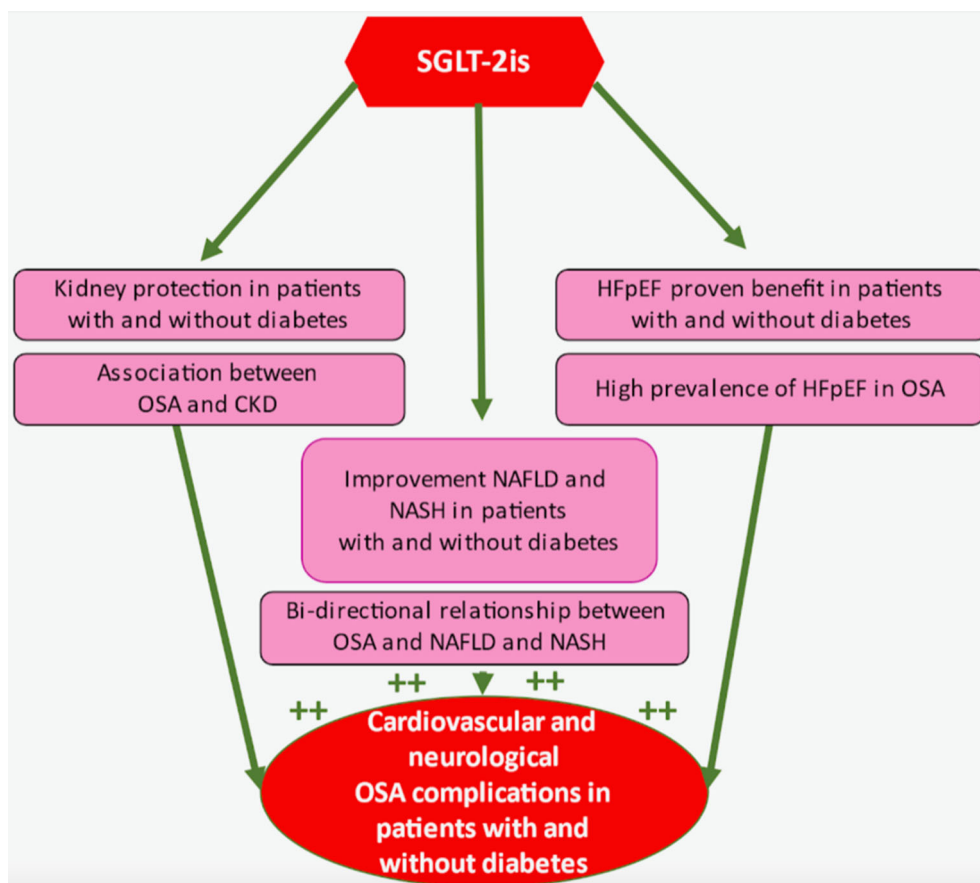 SGLT-2is
Kidney protection in patients
with and without diabetes
HFpEF proven benefit in patients
with and without diabetes
Association between
OSA and CKD
High prevalence of HFpEF in OSA
Improvement NAFLD and
NASH in patients
with and without diabetes
Bi-directional relationship between
OSA and NAFLD and NASH
++
++
++
++
Cardiovascular and
neurological
OSA complications in
patients with and
without diabetes